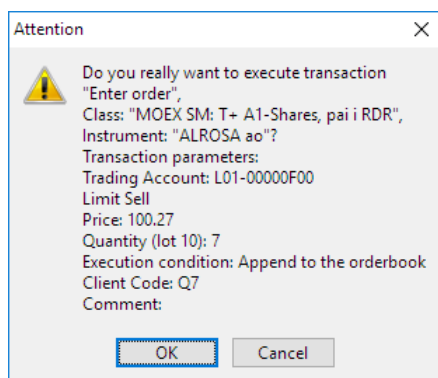 Attention
Do you really want to execute transaction
"Enter order",
Class: "MOEX SM: T+ A1-Shares, pai i RDR",
Instrument: "ALROSA ao"?
Transaction parameters:
Trading Account: L01-00000F00
Limit Sell
Price: 100.27
Quantity (lot 10): 7
Execution condition: Append to the orderbook
Client Code: Q7
Comment:
OK Cancel